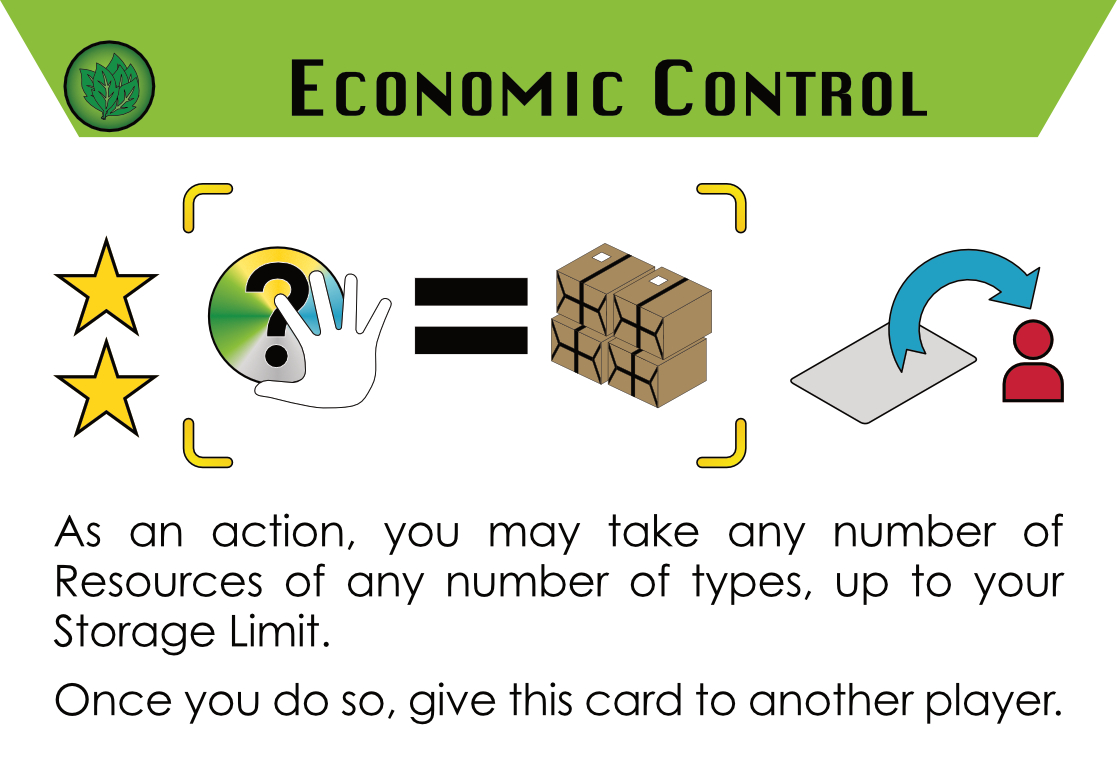 Economic Control
?
As an action, you may take any number of
Resources of any number of types, up to your
Storage Limit.
Once you do so, give this card to another player.